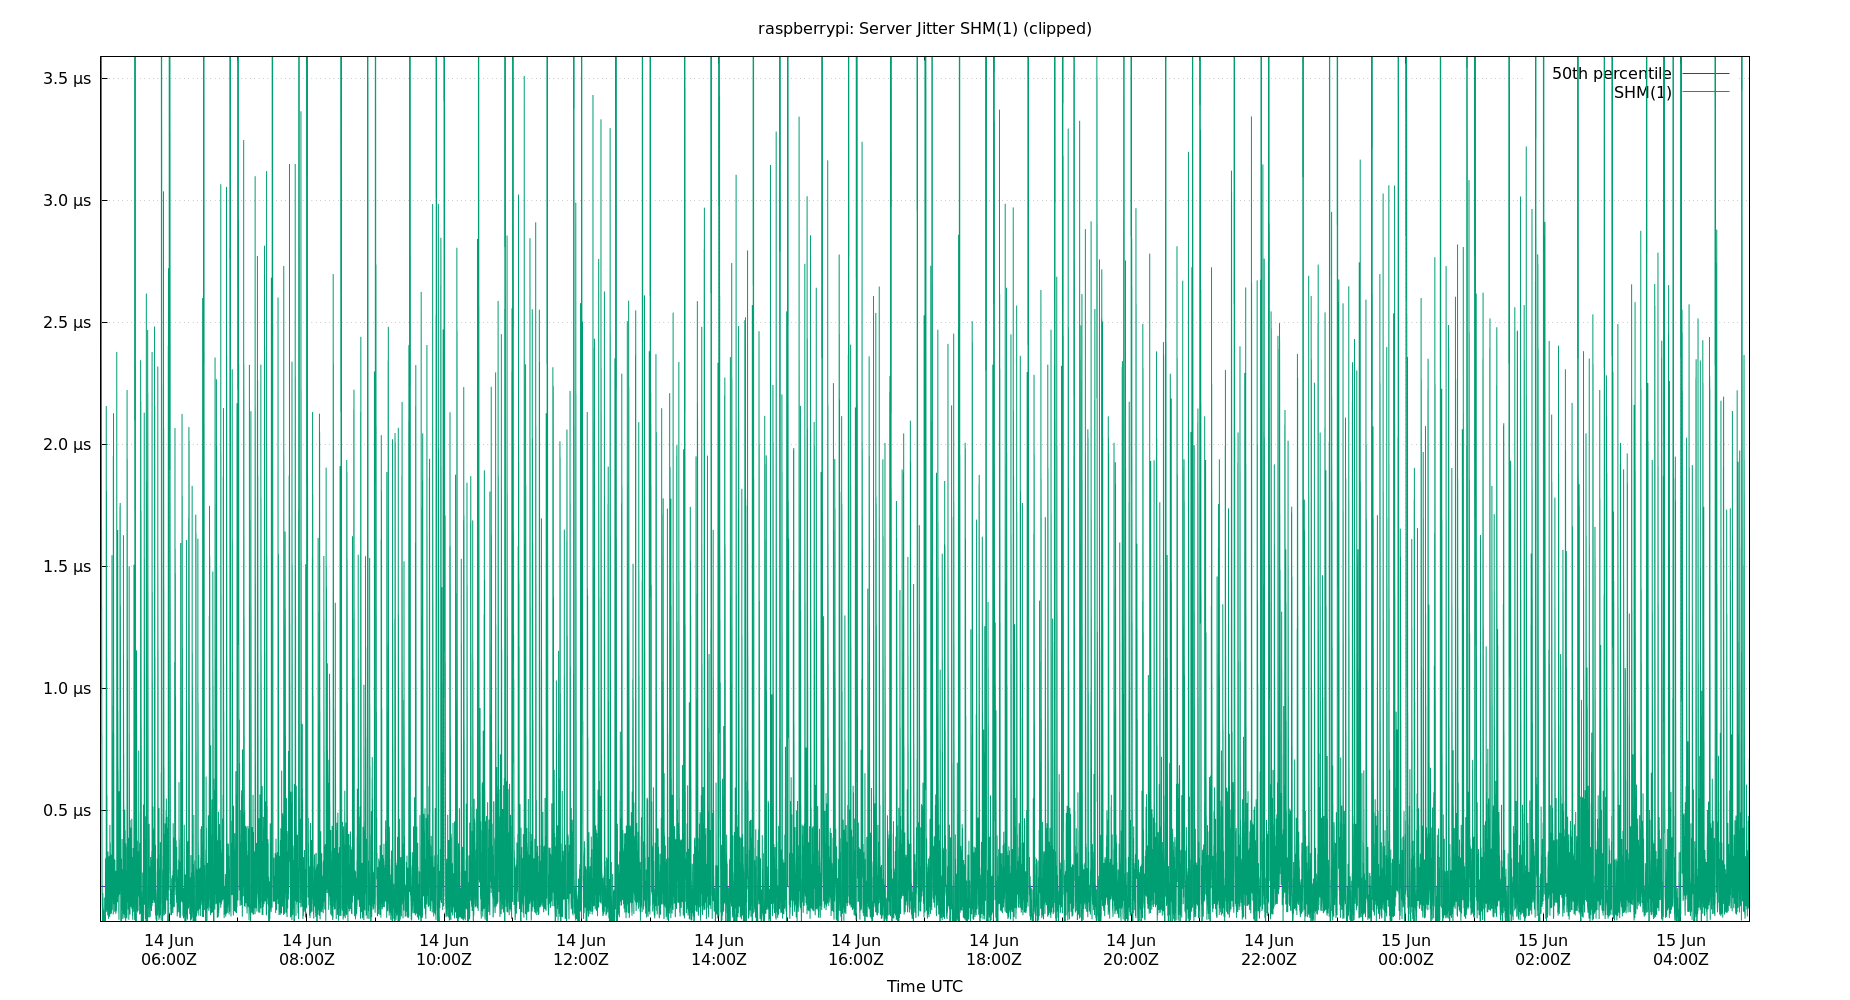 raspberrypi: Server Jitter SHM(1) (clipped)
3.5 µs
3.0 µs
2.5 µs
2.0 µs
1.5 µs
1.0 µs
0.5 µs
50th percentile
SHM(1)
14 Jun 14 Jun 14 Jun 14 Jun 14 Jun 14 Jun 14 Jun 14 Jun 14 Jun 15 Jun 15 Jun 15 Jun
06:00Z 08:00Z 10:00Z 12:00Z 14:00Z 16:00Z 18:00Z 20:00Z 22:00Z 00:00Z 02:00Z 04:00Z
Time UTC